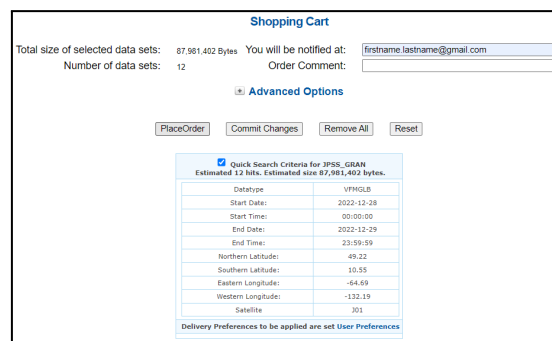 Shopping Cart
Total size of selected data sets: 87,981,402 Bytes You will be notified at: firstname.lastname@gmail.com
Number of data sets: 12 Order Comment:
+ Advanced Options
PlaceOrder Commit Changes Remove All Reset
Quick Search Criteria for JPSS_GRAN
Estimated 12 hits. Estimated size 87,981,402 bytes.
Datatype VFMGLB
Start Date: 2022-12-28
Start Time: 00:00:00
End Date: 2022-12-29
End Time: 23:59:59
Northern Latitude: 49.22
Southern Latitude: 10.55
Eastern Longitude: -64.69
Western Longitude: -132.19
Satellite J01
Delivery Preferences to be applied are set User Preferences